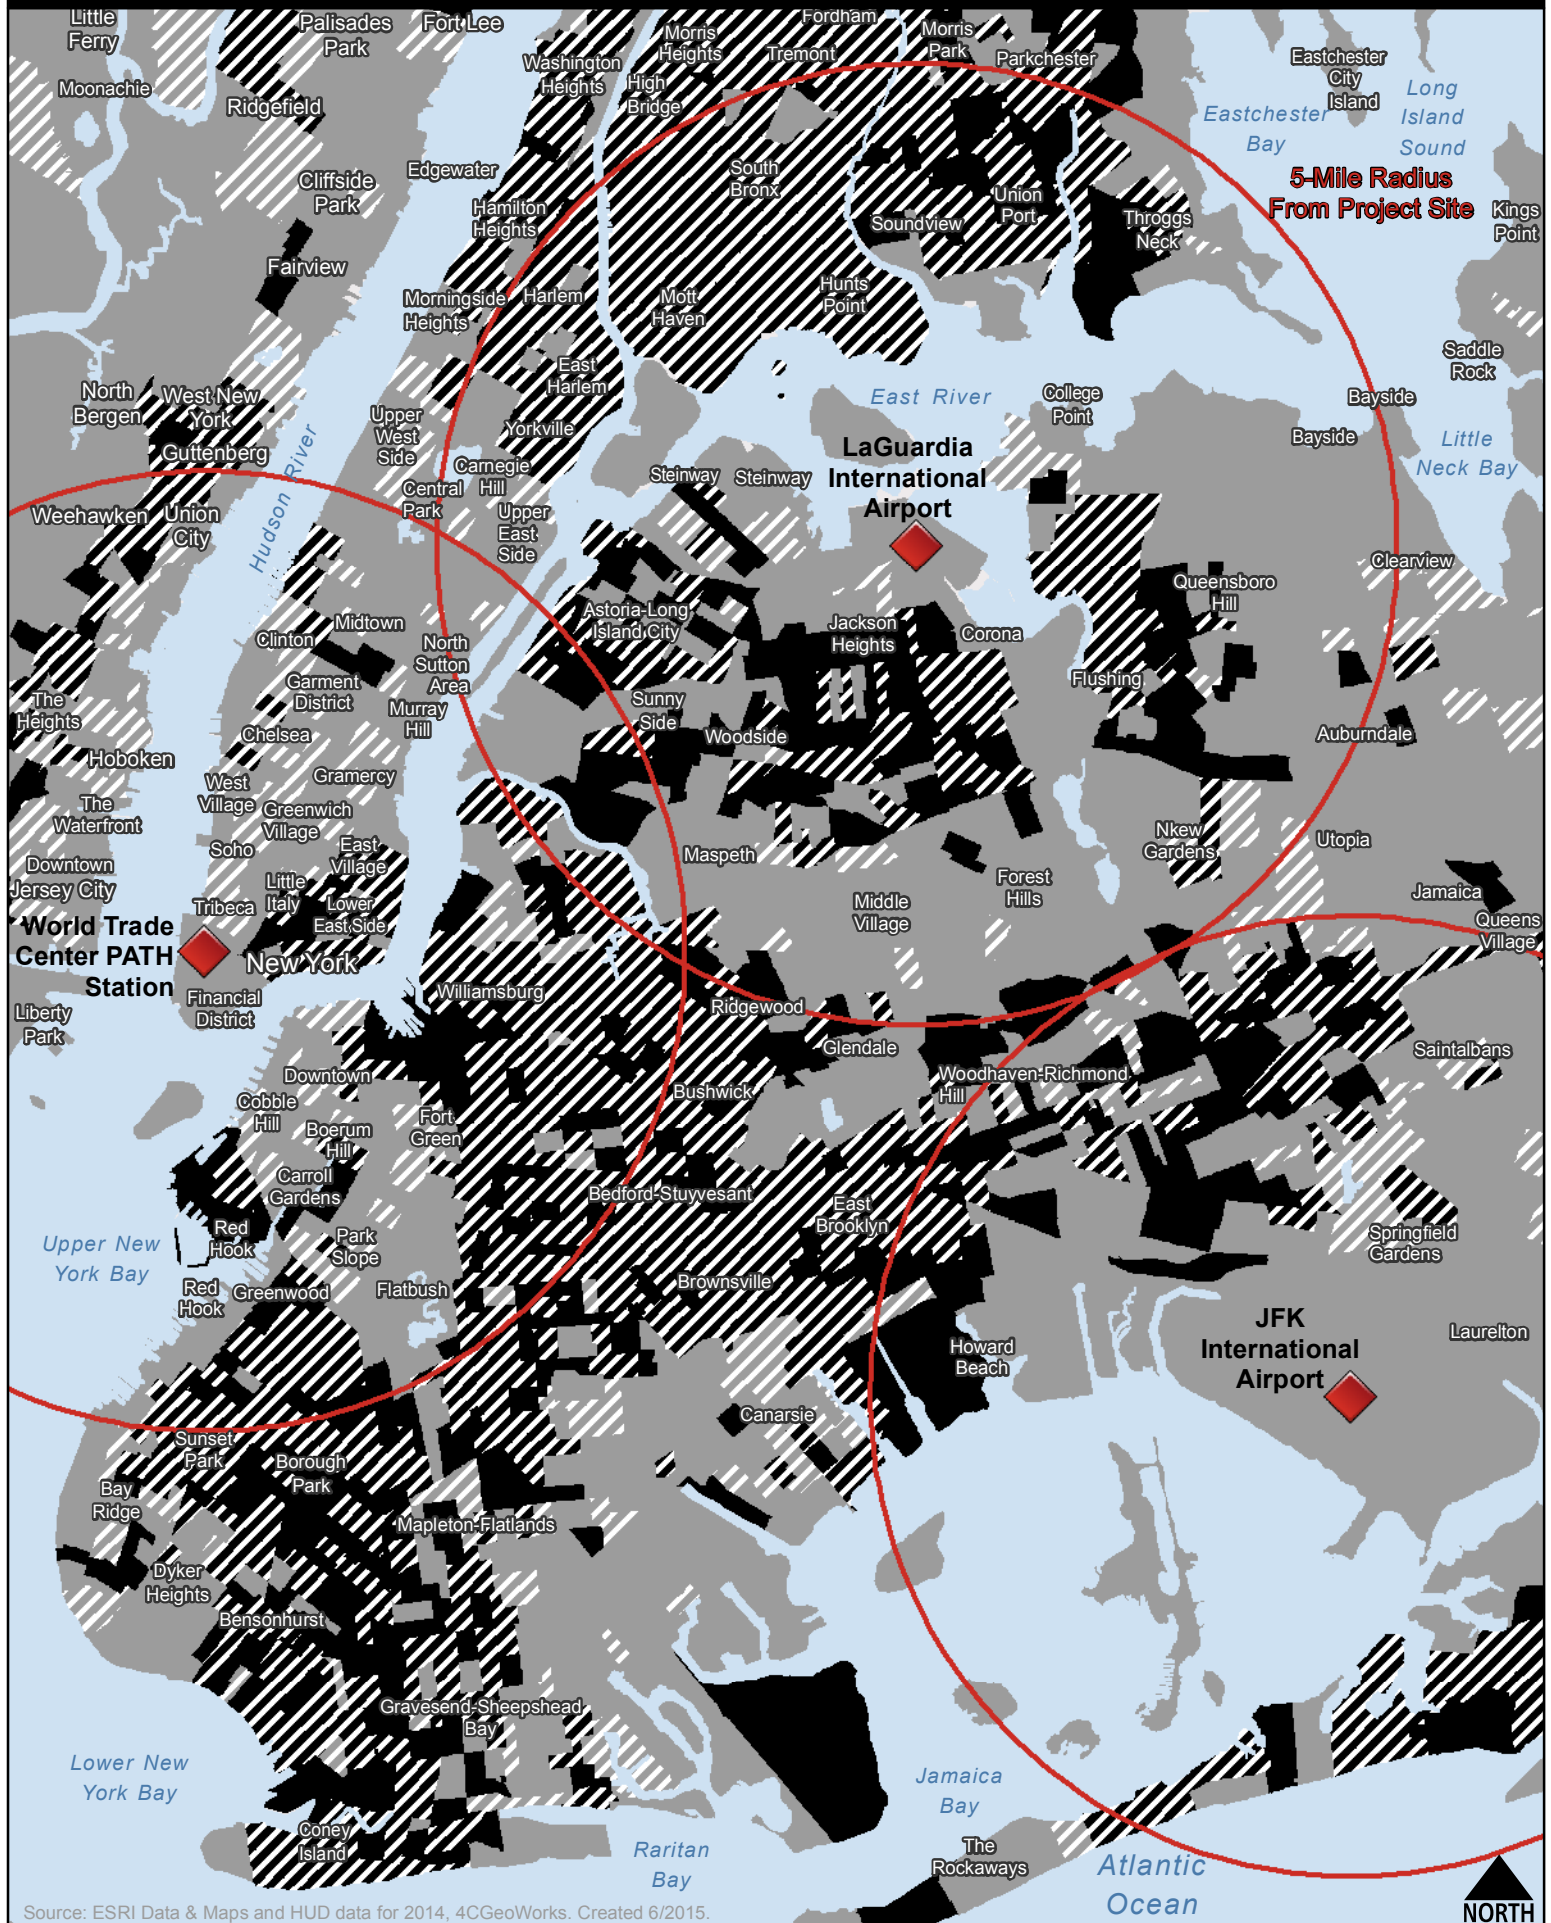 Little
Ferry
Palisades
Park
Fort Lee
Morris
Heights
Fordham
Tremont
Morris
Park
Parkchester
Eastchester
City
Island
Long
Island
Sound
Moonachie
Ridgefield
Washington
Heights
High
Bridge
Eastchester
Bay
5-Mile Radius
From Project Site
Kings
Point
Edgewater
Cliffside
Park
South
Bronx
Union
Port
Soundview
Throggs
Neck
Hamilton
Heights
Fairview
Morningside
Heights
Harlem
Mott
Haven
Hunts
Point
Saddle
Rock
East
Harlem
North
Bergen
West New
York
Guttenberg
Upper
West
Side
Yorkville
East River
College
Point
Bayside
Bayside
Little
Neck Bay
LaGuardia
International
Airport
Carnegie
Hill
Steinway
Steinway
Central
Park
Weehawken
Union
City
Hudson River
Upper
East
Side
Clearview
Queensboro
Hill
Astoria-Long
Island City
Midtown
Clinton
North
Sutton
Area
Jackson
Heights
Corona
Flushing
Garment
District
The
Heights
Murray
Hill
Sunny
Side
Woodside
Chelsea
Auburndale
Hoboken
West
Village
Gramercy
The
Waterfront
Greenwich
Village
Soho
East
Village
Maspeth
Nkew
Gardens
Utopia
Downtown
Jersey City
Little
Italy
Lower
East Side
Tribeca
Middle
Village
Forest
Hills
Jamaica
Queens
Village
World Trade
Center PATH
Station
New York
Financial
District
Liberty
Park
Williamsburg
Ridgewood
Glendale
Saintalbans
Downtown
Bushwick
Woodhaven-Richmond
Hill
Cobble
Hill
Boerum
Hill
Fort
Green
Carroll
Gardens
Bedford-Stuyvesant
East
Brooklyn
Red
Hook
Park
Slope
Springfield
Gardens
Upper New
York Bay
Red
Hook
Greenwood
Flatbush
Brownsville
JFK
International
Airport
Howard
Beach
Laurelton
Canarsie
Sunset
Park
Borough
Park
Bay
Ridge
Mapleton-Flatlands
Dyker
Heights
Bensonhurst
Gravesend-Sheepshead
Bay
Lower New
York Bay
Jamaica
Bay
Coney
Island
Raritan
Bay
The
Rockaways
Atlantic
Ocean
NORTH
Source: ESRI Data & Maps and HUD data for 2014, 4CGeoWorks. Created 6/2015.